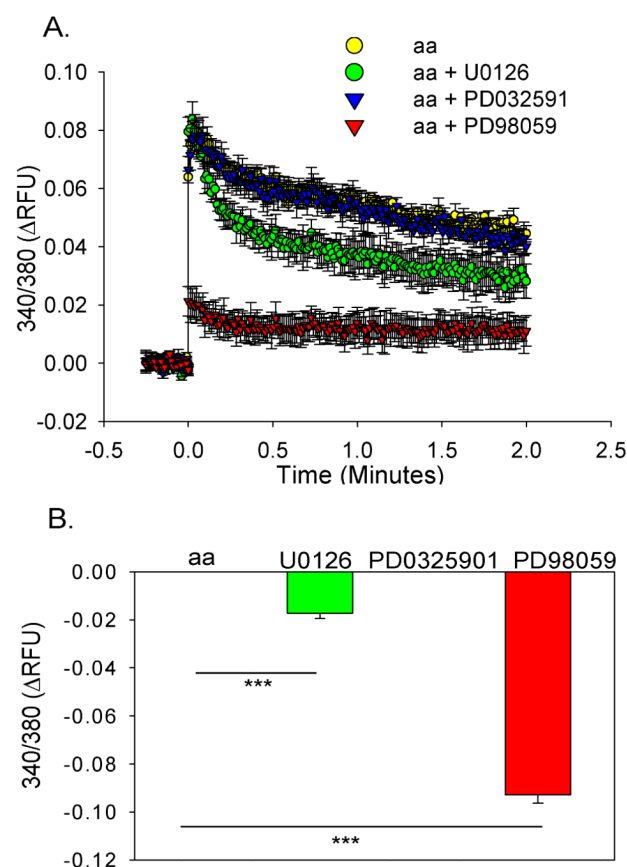 A.
aa
aa + U0126
aa + PD032591
aa + PD98059
340/380 (ΔRFU)
0.10
0.08
0.06
0.04
0.02
0.00
-0.02
-0.5 0.0 0.5 1.0 1.5 2.0 2.5
Time (Minutes)
B.
aa U0126 PD0325901 PD98059
340/380 (ΔRFU)
0.00
-0.02
-0.04
-0.06
-0.08
-0.10
-0.12
***
***